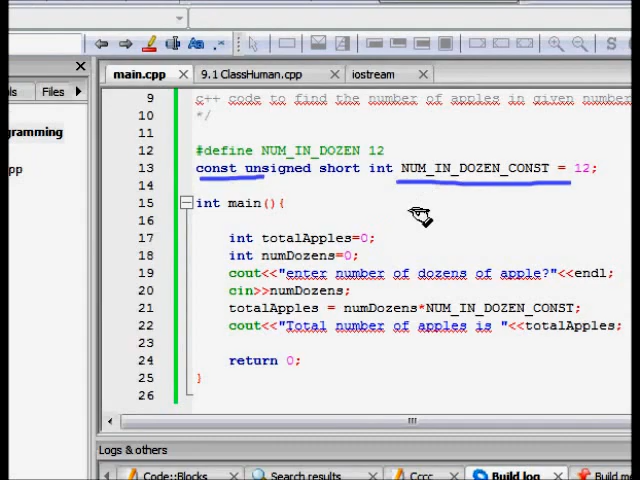 main.cpp 9.1 ClassHuman.cpp iostream
Files
9 c++ code to find the number of apples in given number
10 */
11
12 #define NUM_IN_DOZEN 12
13 const unsigned short int NUM_IN_DOZEN_CONST = 12;
14
15 int main(){
16
17 int totalApples=0;
18 int numDozens=0;
19 cout<<"enter number of dozens of apple?"<<endl;
20 cin>>numDozens;
21 totalApples = numDozens*NUM_IN_DOZEN_CONST;
22 cout<<"Total number of apples is "<<totalApples;
23
24 return 0;
25 }
26
Logs & others
Code::Blocks Search results Cccc Build log